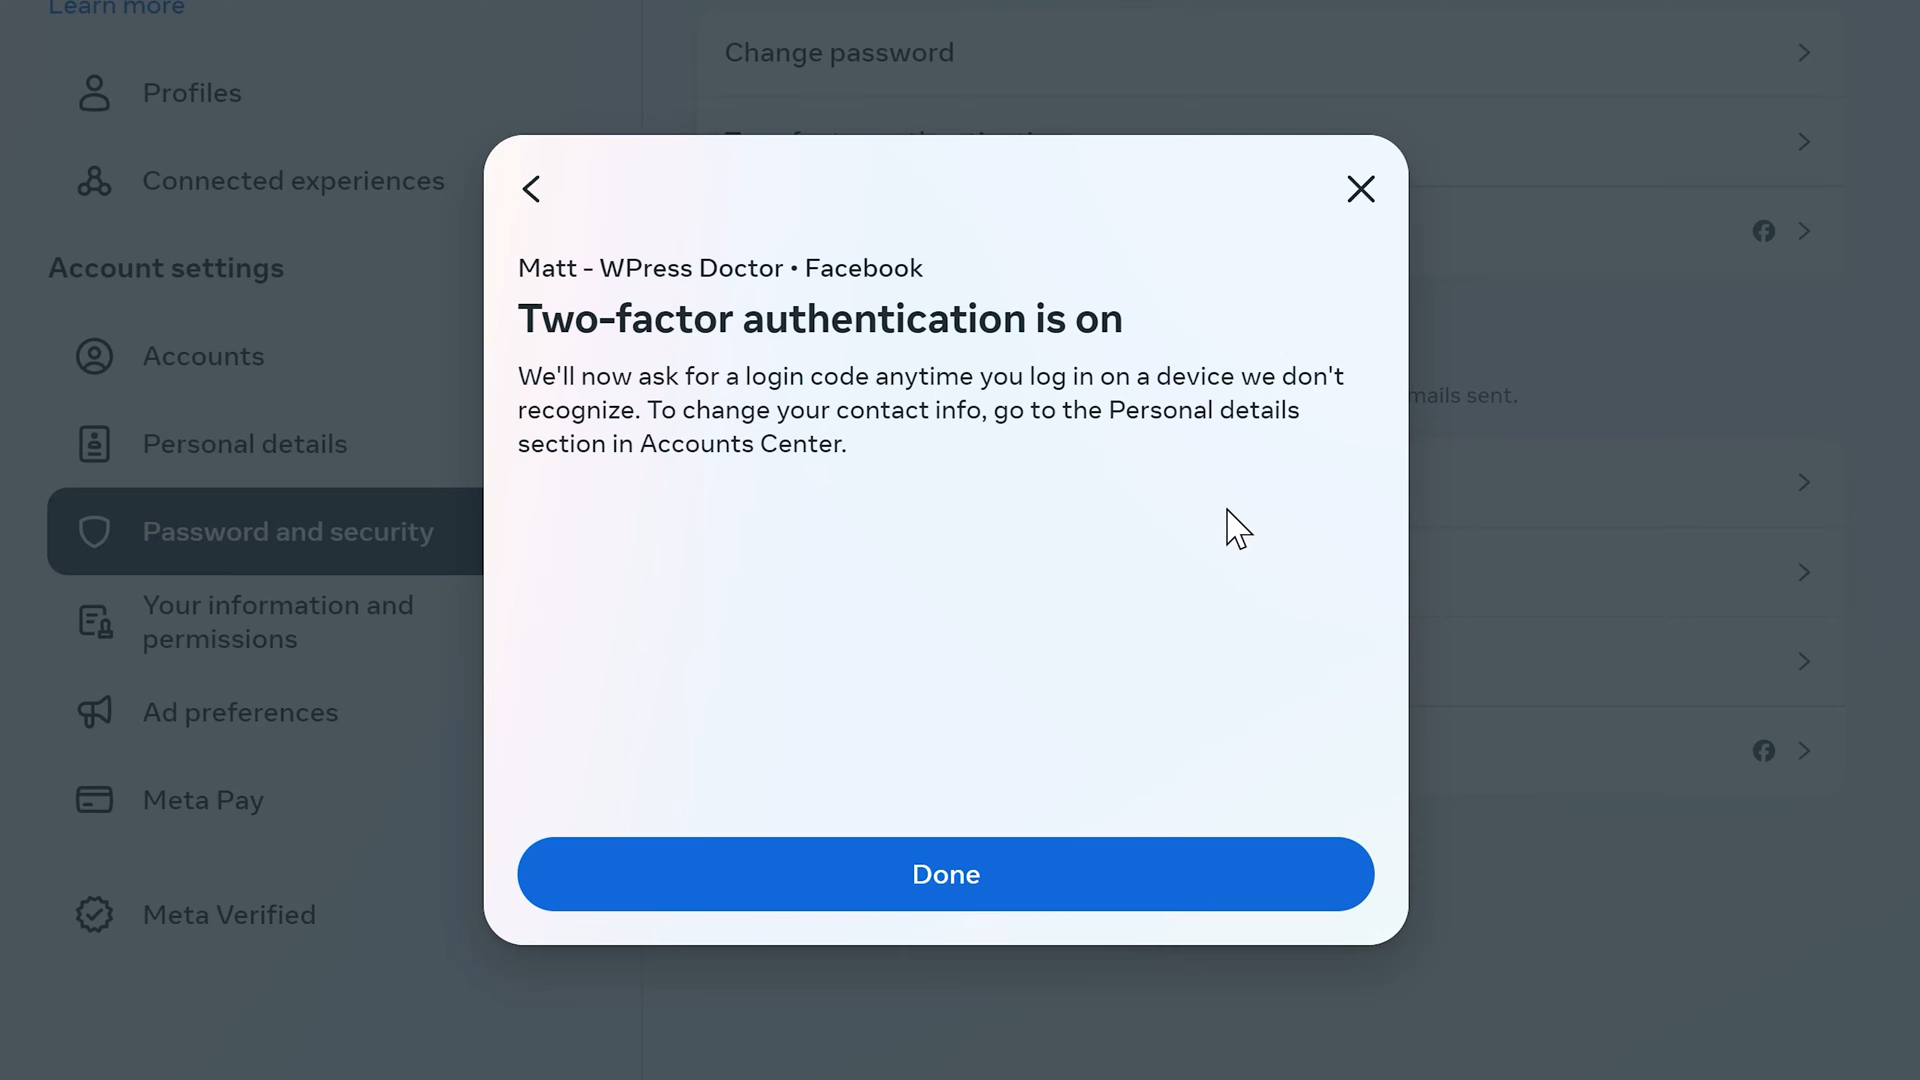 Learn more
Profiles
Connected experiences
Account settings
Accounts
Personal details
Password and security
Your information and
permissions
Ad preferences
Meta Pay
Meta Verified
Change password
Matt - WPress Doctor • Facebook
Two-factor authentication is on
We'll now ask for a login code anytime you log in on a device we don't
recognize. To change your contact info, go to the Personal details
section in Accounts Center.
Done
sent.